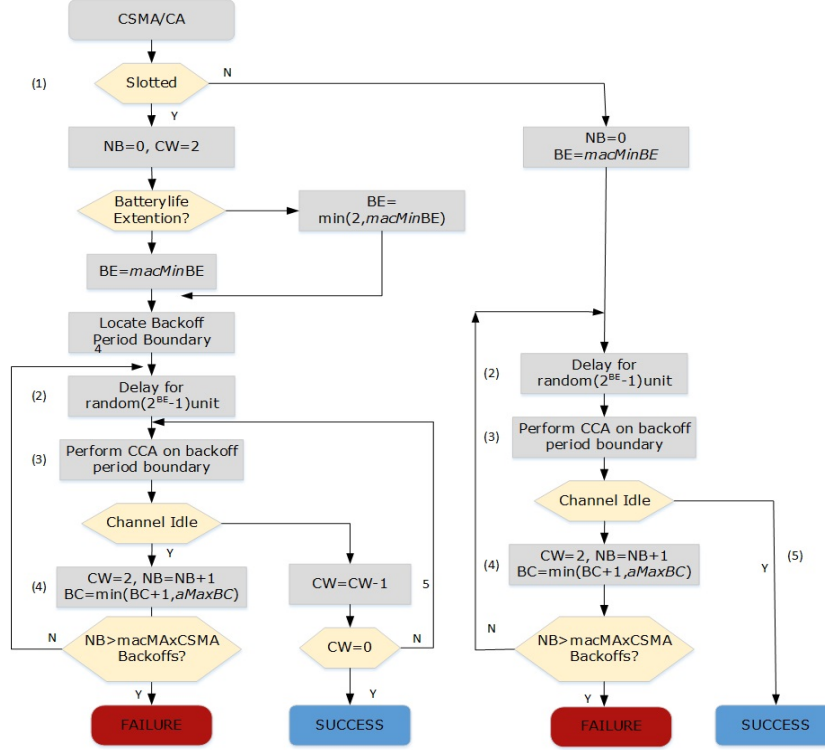 CSMA/CA
(1)
Slotted
N
Y
NB=0, CW=2
NB=0
BE=macMinBE
Batterylife
Extention?
BE=
min(2,macMinBE)
BE=macMinBE
Locate Backoff
Period Boundary
4
(2)
Delay for
random(2^BE-1)unit
(3)
Perform CCA on backoff
period boundary
Channel Idle
Y
(4)
CW=2, NB=NB+1
BC=min(BC+1,aMaxBC)
CW=CW-1
5
N
NB>macMAxCSMA
Backoffs?
CW=0
N
Y
Y
FAILURE
SUCCESS
(2)
Delay for
random(2^BE-1)unit
(3)
Perform CCA on backoff
period boundary
Channel Idle
(4)
CW=2, NB=NB+1
BC=min(BC+1,aMaxBC)
Y
(5)
N
NB>macMAxCSMA
Backoffs?
Y
FAILURE
SUCCESS